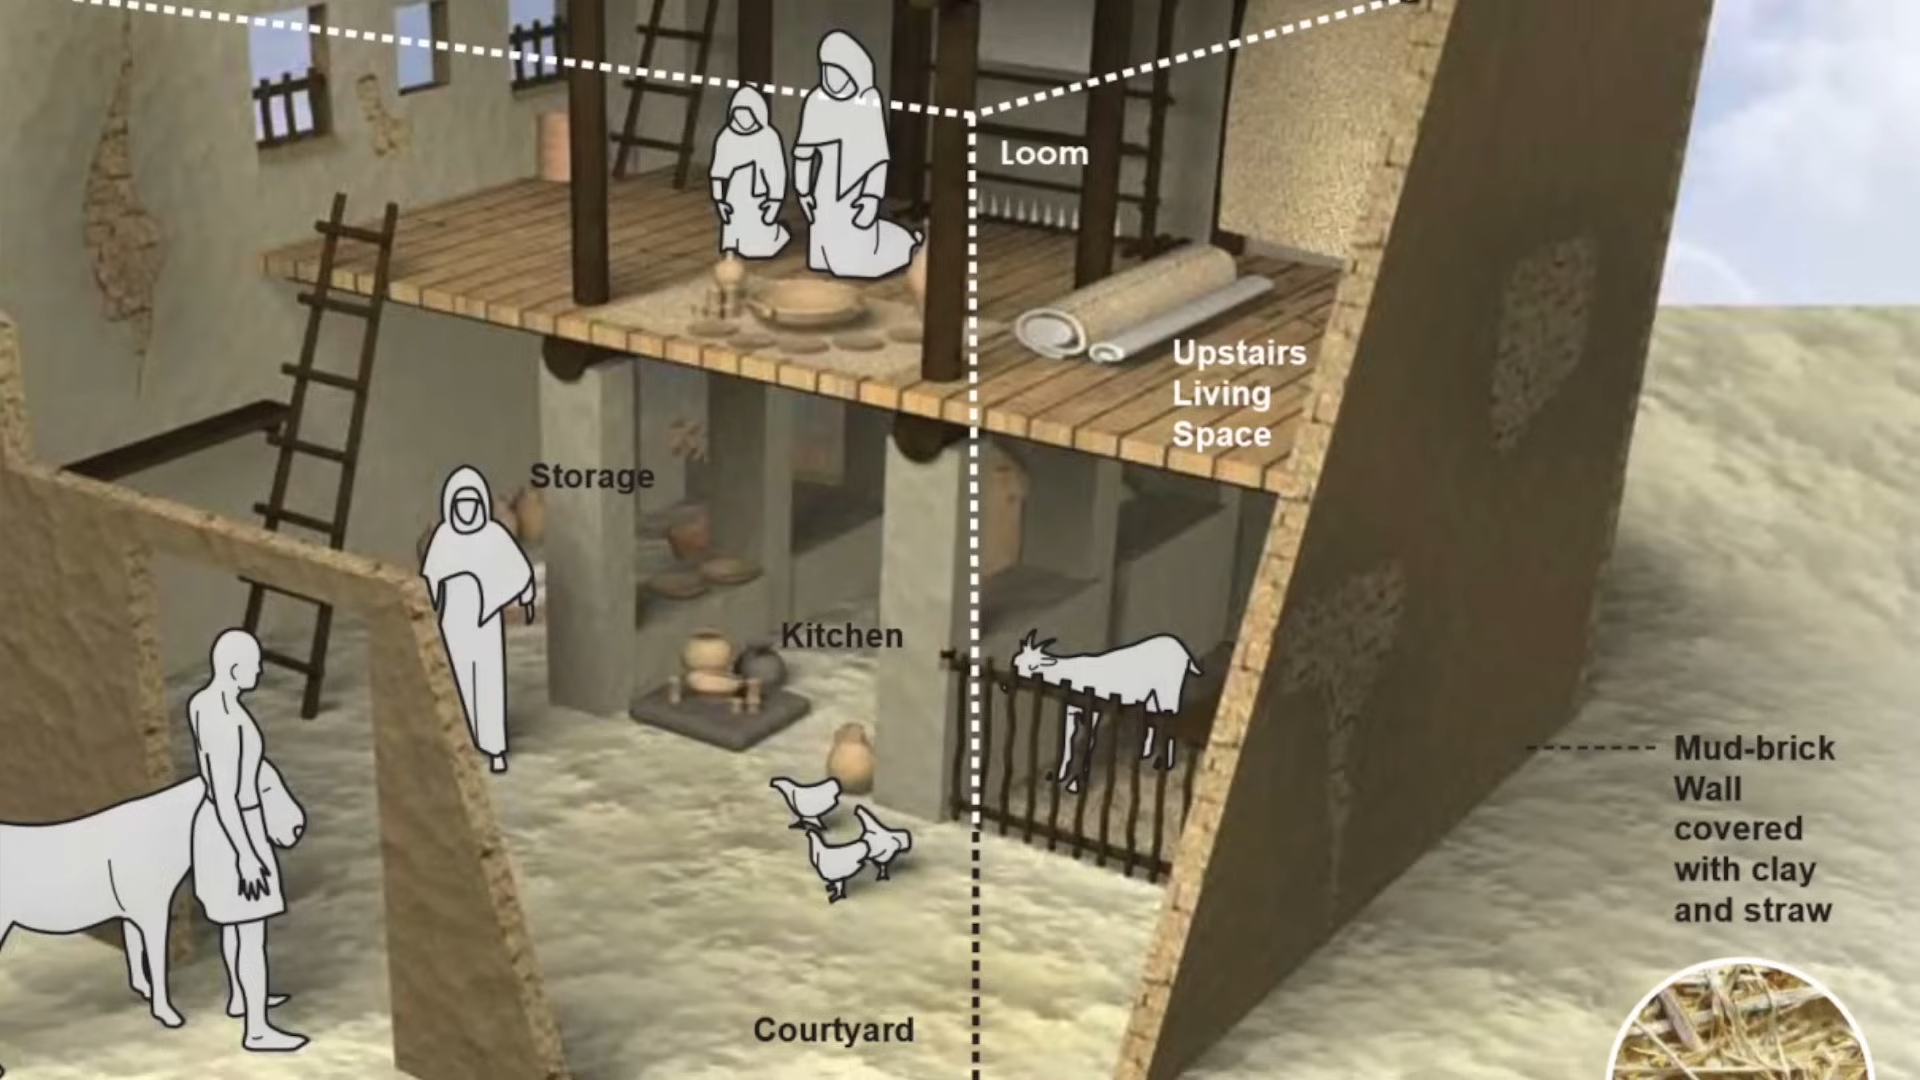 Loom
Upstairs
Living
Space
Storage
Kitchen
Mud-brick
Wall
covered
with clay
and straw
Courtyard